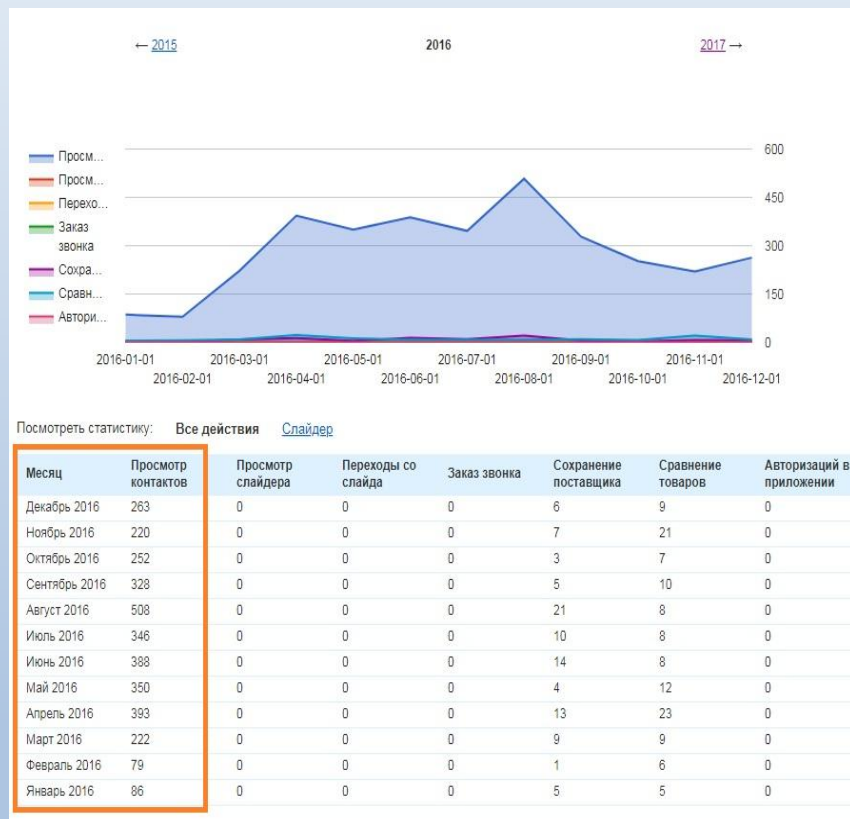 ← 2015 2016 2017 →
600
450
300
150
0
Просм...
Просм...
Перехо...
Заказ
звонка
Сохра...
Сравн...
Автори...
2016-01-01 2016-03-01 2016-05-01 2016-07-01 2016-09-01 2016-11-01
2016-02-01 2016-04-01 2016-06-01 2016-08-01 2016-10-01 2016-12-01
Посмотреть статистику: Все действия Слайдер
Месяц Просмотр контактов Просмотр слайдера Переходы со слайда Заказ звонка Сохранение поставщика Сравнение товаров Авторизаций в приложении
Декабрь 2016 263 0 0 0 6 9 0
Ноябрь 2016 220 0 0 0 7 21 0
Октябрь 2016 252 0 0 0 3 7 0
Сентябрь 2016 328 0 0 0 5 10 0
Август 2016 508 0 0 0 21 8 0
Июль 2016 346 0 0 0 10 8 0
Июнь 2016 388 0 0 0 14 8 0
Май 2016 350 0 0 0 4 12 0
Апрель 2016 393 0 0 0 13 23 0
Март 2016 222 0 0 0 9 9 0
Февраль 2016 79 0 0 0 1 6 0
Январь 2016 86 0 0 0 5 5 0